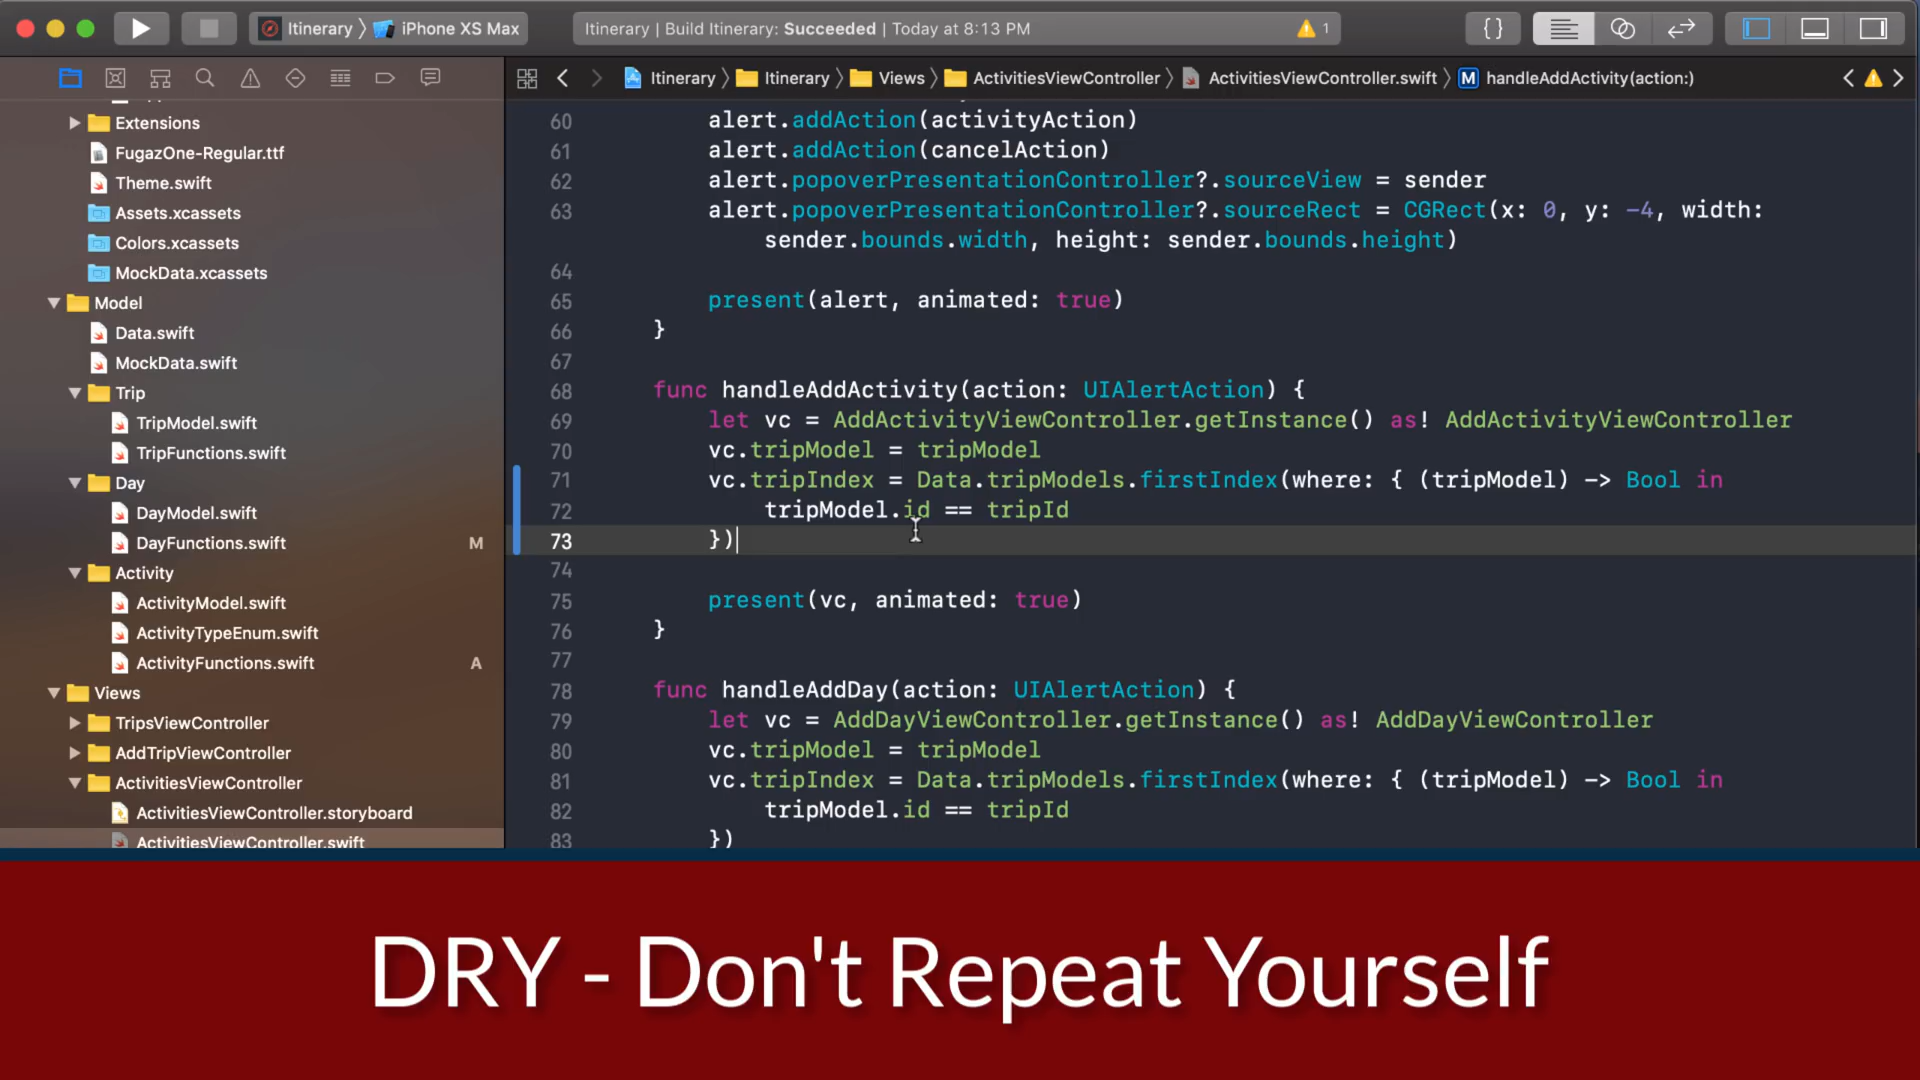 Itinerary 〉 iPhone XS Max
Itinerary | Build Itinerary: Succeeded | Today at 8:13 PM
1
{ }
Itinerary 〉 Itinerary 〉 Views 〉 ActivitiesViewController 〉 ActivitiesViewController.swift 〉 M handleAddActivity(action:)
Extensions
FugazOne-Regular.ttf
Theme.swift
Assets.xcassets
Colors.xcassets
MockData.xcassets
Model
Data.swift
MockData.swift
Trip
TripModel.swift
TripFunctions.swift
Day
DayModel.swift
DayFunctions.swift M
Activity
ActivityModel.swift
ActivityTypeEnum.swift
ActivityFunctions.swift A
Views
TripsViewController
AddTripViewController
ActivitiesViewController
ActivitiesViewController.storyboard
ActivitiesViewController.swift
60 alert.addAction(activityAction)
61 alert.addAction(cancelAction)
62 alert.popoverPresentationController?.sourceView = sender
63 alert.popoverPresentationController?.sourceRect = CGRect(x: 0, y: -4, width:
sender.bounds.width, height: sender.bounds.height)
64
65 present(alert, animated: true)
66 }
67
68 func handleAddActivity(action: UIAlertAction) {
69 let vc = AddActivityViewController.getInstance() as! AddActivityViewController
70 vc.tripModel = tripModel
71 vc.tripIndex = Data.tripModels.firstIndex(where: { (tripModel) -> Bool in
72 tripModel.id == tripId
73 })
74
75 present(vc, animated: true)
76 }
77
78 func handleAddDay(action: UIAlertAction) {
79 let vc = AddDayViewController.getInstance() as! AddDayViewController
80 vc.tripModel = tripModel
81 vc.tripIndex = Data.tripModels.firstIndex(where: { (tripModel) -> Bool in
82 tripModel.id == tripId
83 })
DRY - Don't Repeat Yourself